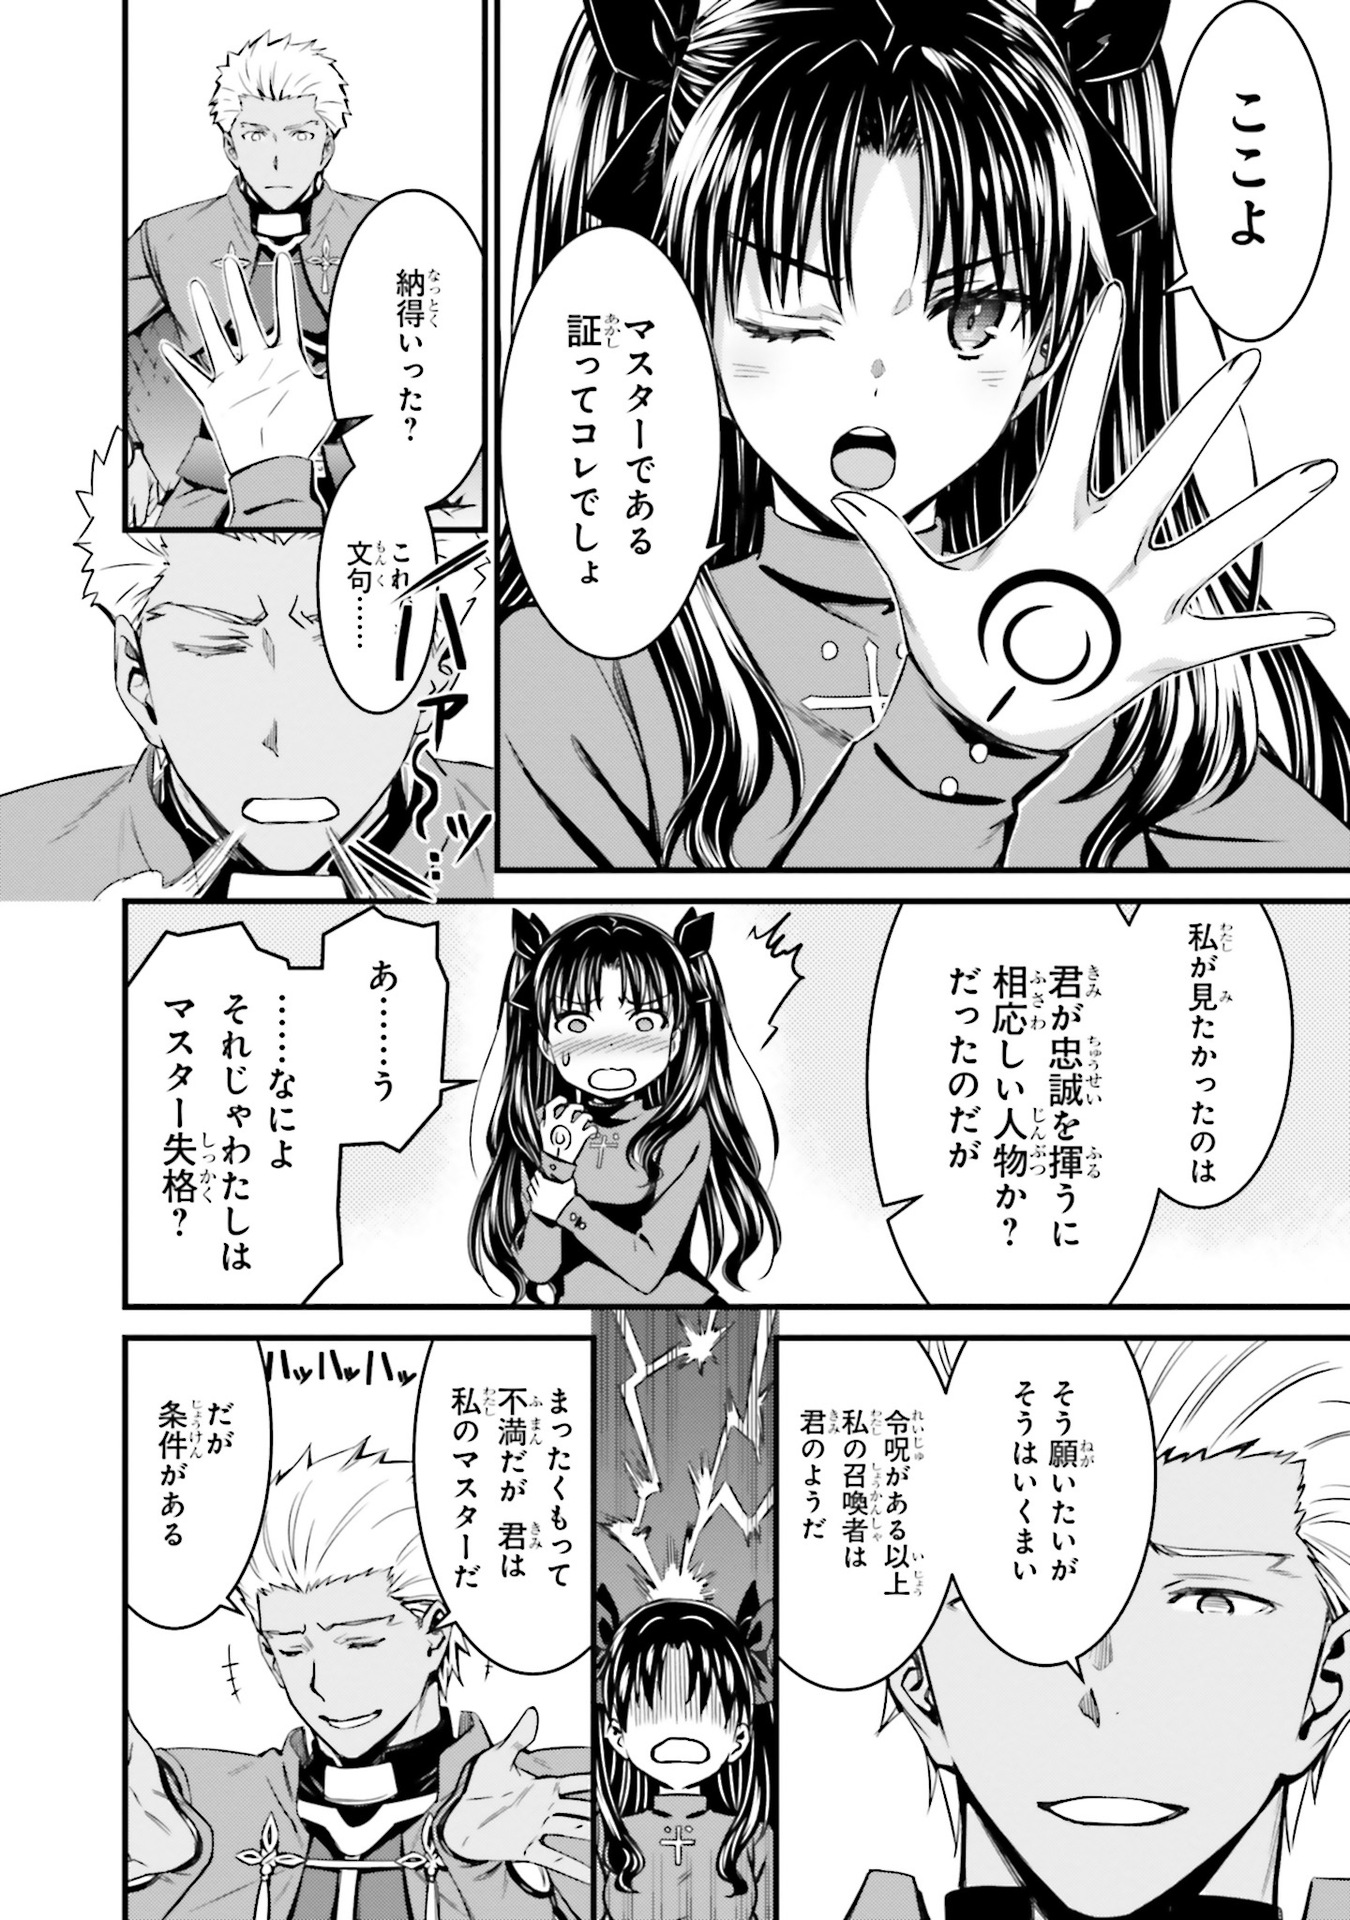 ここよ
マスターである
証ってコレでしょ
納得いった?
これ
文句……
ハァ〜〜…ッ
私が見たかったのは
君が忠誠を揮うに
相応しい人物か?
だったのだが
あ……う
……なによ
それじゃわたしは
マスター失格?
そう願いたいが
そうはいくまい
令呪がある以上
私の召喚者は
君のようだ
まったくもって
不満だが 君は
私のマスターだ
ハッハッハッ
だが
条件がある